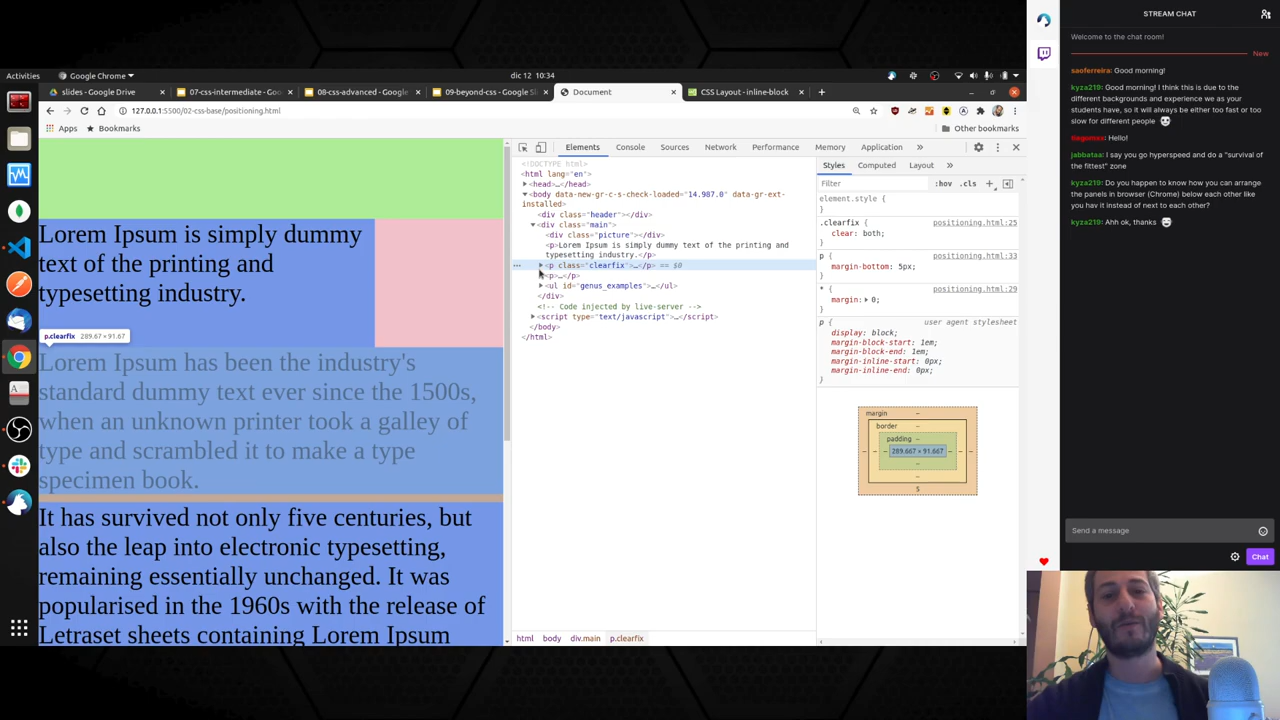 Activities
Google Chrome
dic 12 10:34
slides - Google Drive
07-css-intermediate - Go
08-css-advanced - Google
09-beyond-css - Google Sl
Document
CSS Layout - inline-block
127.0.0.1:5500/02-css-base/positioning.html
Apps
Bookmarks
Other bookmarks
Lorem Ipsum is simply dummy
text of the printing and
typesetting industry.
p.clearfix 289.67 × 91.67
Lorem Ipsum has been the industry's
standard dummy text ever since the 1500s,
when an unknown printer took a galley of
type and scrambled it to make a type
specimen book.
It has survived not only five centuries, but
also the leap into electronic typesetting,
remaining essentially unchanged. It was
popularised in the 1960s with the release of
Letraset sheets containing Lorem Ipsum
Elements
Console
Sources
Network
Performance
Memory
Application
<!DOCTYPE html>
<html lang="en">
<head>…</head>
<body data-new-gr-c-s-check-loaded="14.987.0" data-gr-ext-
installed>
<div class="header"></div>
<div class="main">
<div class="picture"></div>
<p>Lorem Ipsum is simply dummy text of the printing and
typesetting industry.</p>
<p class="clearfix">…</p> == $0
<p>…</p>
<ul id="genus_examples">…</ul>
</div>
<!-- Code injected by live-server -->
<script type="text/javascript">…</script>
</body>
</html>
html body div.main p.clearfix
Styles
Computed
Layout
Filter
:hov .cls
element.style {
}
.clearfix { positioning.html:25
clear: both;
}
p { positioning.html:33
margin-bottom: 5px;
}
* { positioning.html:29
margin: 0;
}
p { user agent stylesheet
display: block;
margin-block-start: 1em;
margin-block-end: 1em;
margin-inline-start: 0px;
margin-inline-end: 0px;
}
margin
border
padding
289.667 × 91.667
5
STREAM CHAT
Welcome to the chat room!
New
saoferreira: Good morning!
kyza219: Good morning! I think this is due to the
different backgrounds and experience we as your
students have, so it will always be either too fast or too
slow for different people
Hello!
jabbataa: I say you go hyperspeed and do a "survival of
the fittest" zone
kyza219: Do you happen to know how you can arrange
the panels in browser (Chrome) below each other like
you hav it instead of next to each other?
kyza219: Ahh ok, thanks
Send a message
Chat